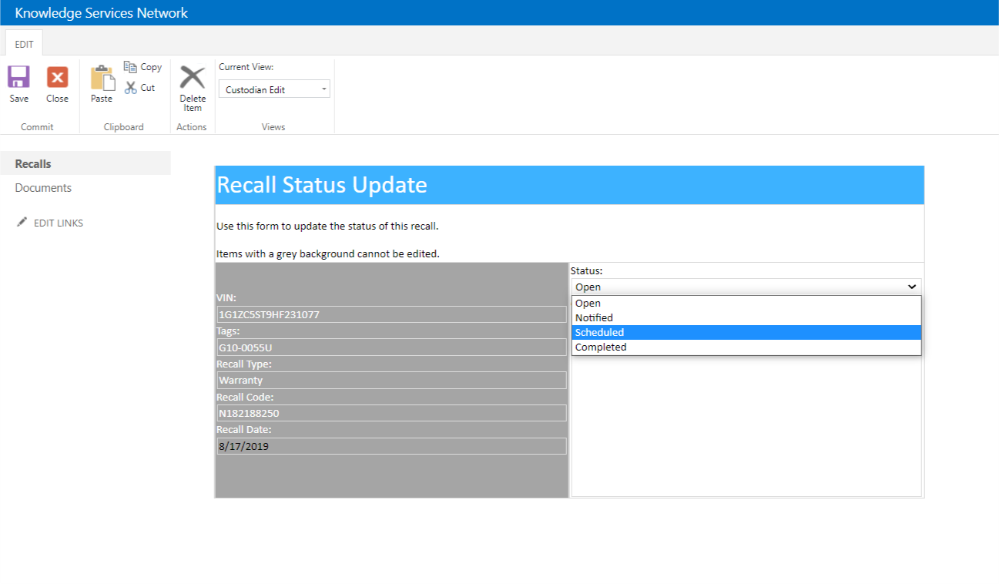 Knowledge Services Network
EDIT
Save
Close
Paste
Copy
Cut
Delete
Item
Current View:
Custodian Edit
Commit
Clipboard
Actions
Views
Recalls
Documents
EDIT LINKS
Recall Status Update
Use this form to update the status of this recall.
Items with a grey background cannot be edited.
VIN:
1G1ZC5ST9HF231077
Tags:
G10-0055U
Recall Type:
Warranty
Recall Code:
N182188250
Recall Date:
8/17/2019
Status:
Open
Open
Notified
Scheduled
Completed